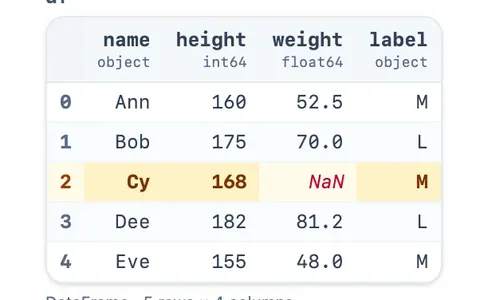 name height weight label
object int64 float64 object
0 Ann 160 52.5 M
1 Bob 175 70.0 L
2 Cy 168 NaN M
3 Dee 182 81.2 L
4 Eve 155 48.0 M